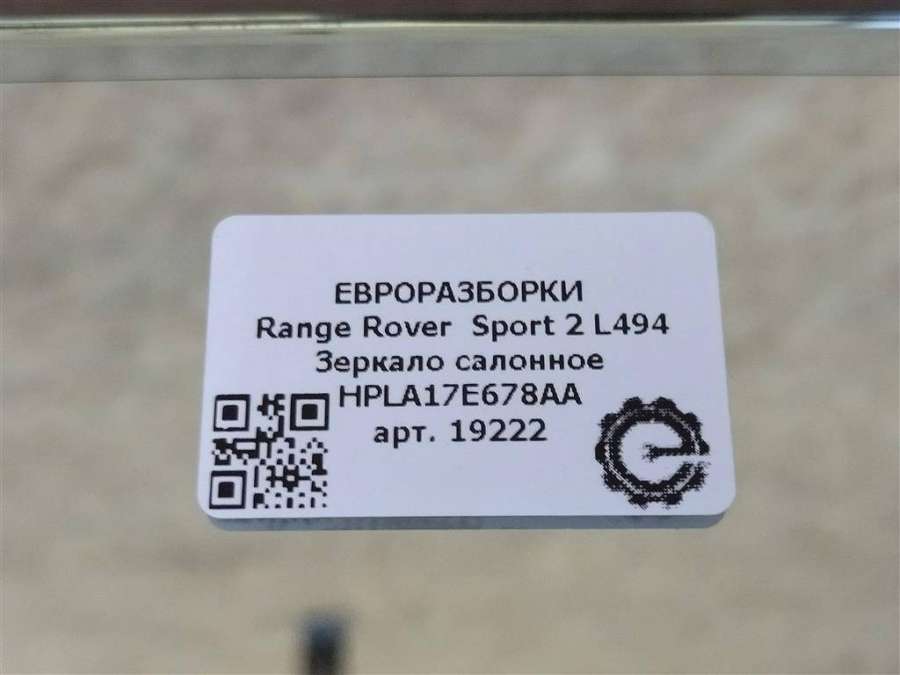 ЕВРОРАЗБОРКИ
Range Rover Sport 2 L494
Зеркало салонное
HPLA17E678AA
арт. 19222